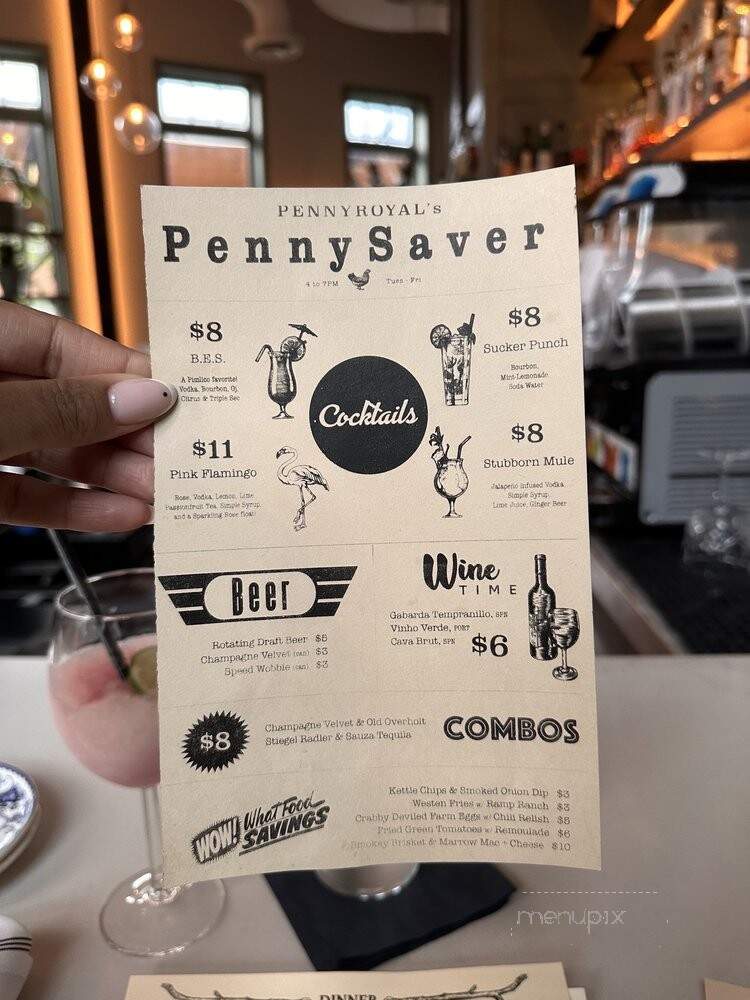 PENNYROYAL's
PennySaver
4 to 7PM Tues - Fri
$8
B.E.S.
A Pimlico favorite!
Vodka, Bourbon, Oj,
Citrus & Triple Sec
$8
Sucker Punch
Bourbon,
Mint-Lemonade
Soda Water
Cocktails
$11
Pink Flamingo
Rose, Vodka, Lemon, Lime
Passionfruit Tea, Simple Syrup,
and a Sparkling Rose float!
$8
Stubborn Mule
Jalapeno infused Vodka
Simple Syrup,
Lime Juice, Ginger Beer
Beer
Rotating Draft Beer $5
Champagne Velvet (can) $3
Speed Wobble (can) $3
Wine
TIME
Gabarda Tempranillo, SPN
Vinho Verde, PORT
Cava Brut, SPN $6
$8
Champagne Velvet & Old Overholt
Stiegel Radler & Sauza Tequila
COMBOS
WOW! What Food
SAVINGS
Kettle Chips & Smoked Onion Dip $3
Westen Fries w/ Ramp Ranch $3
Crabby Deviled Farm Eggs w/ Chili Relish $5
Fried Green Tomatoes w/ Remoulade $6
Smokey Brisket & Marrow Mac + Cheese $10
menupix
DINNER